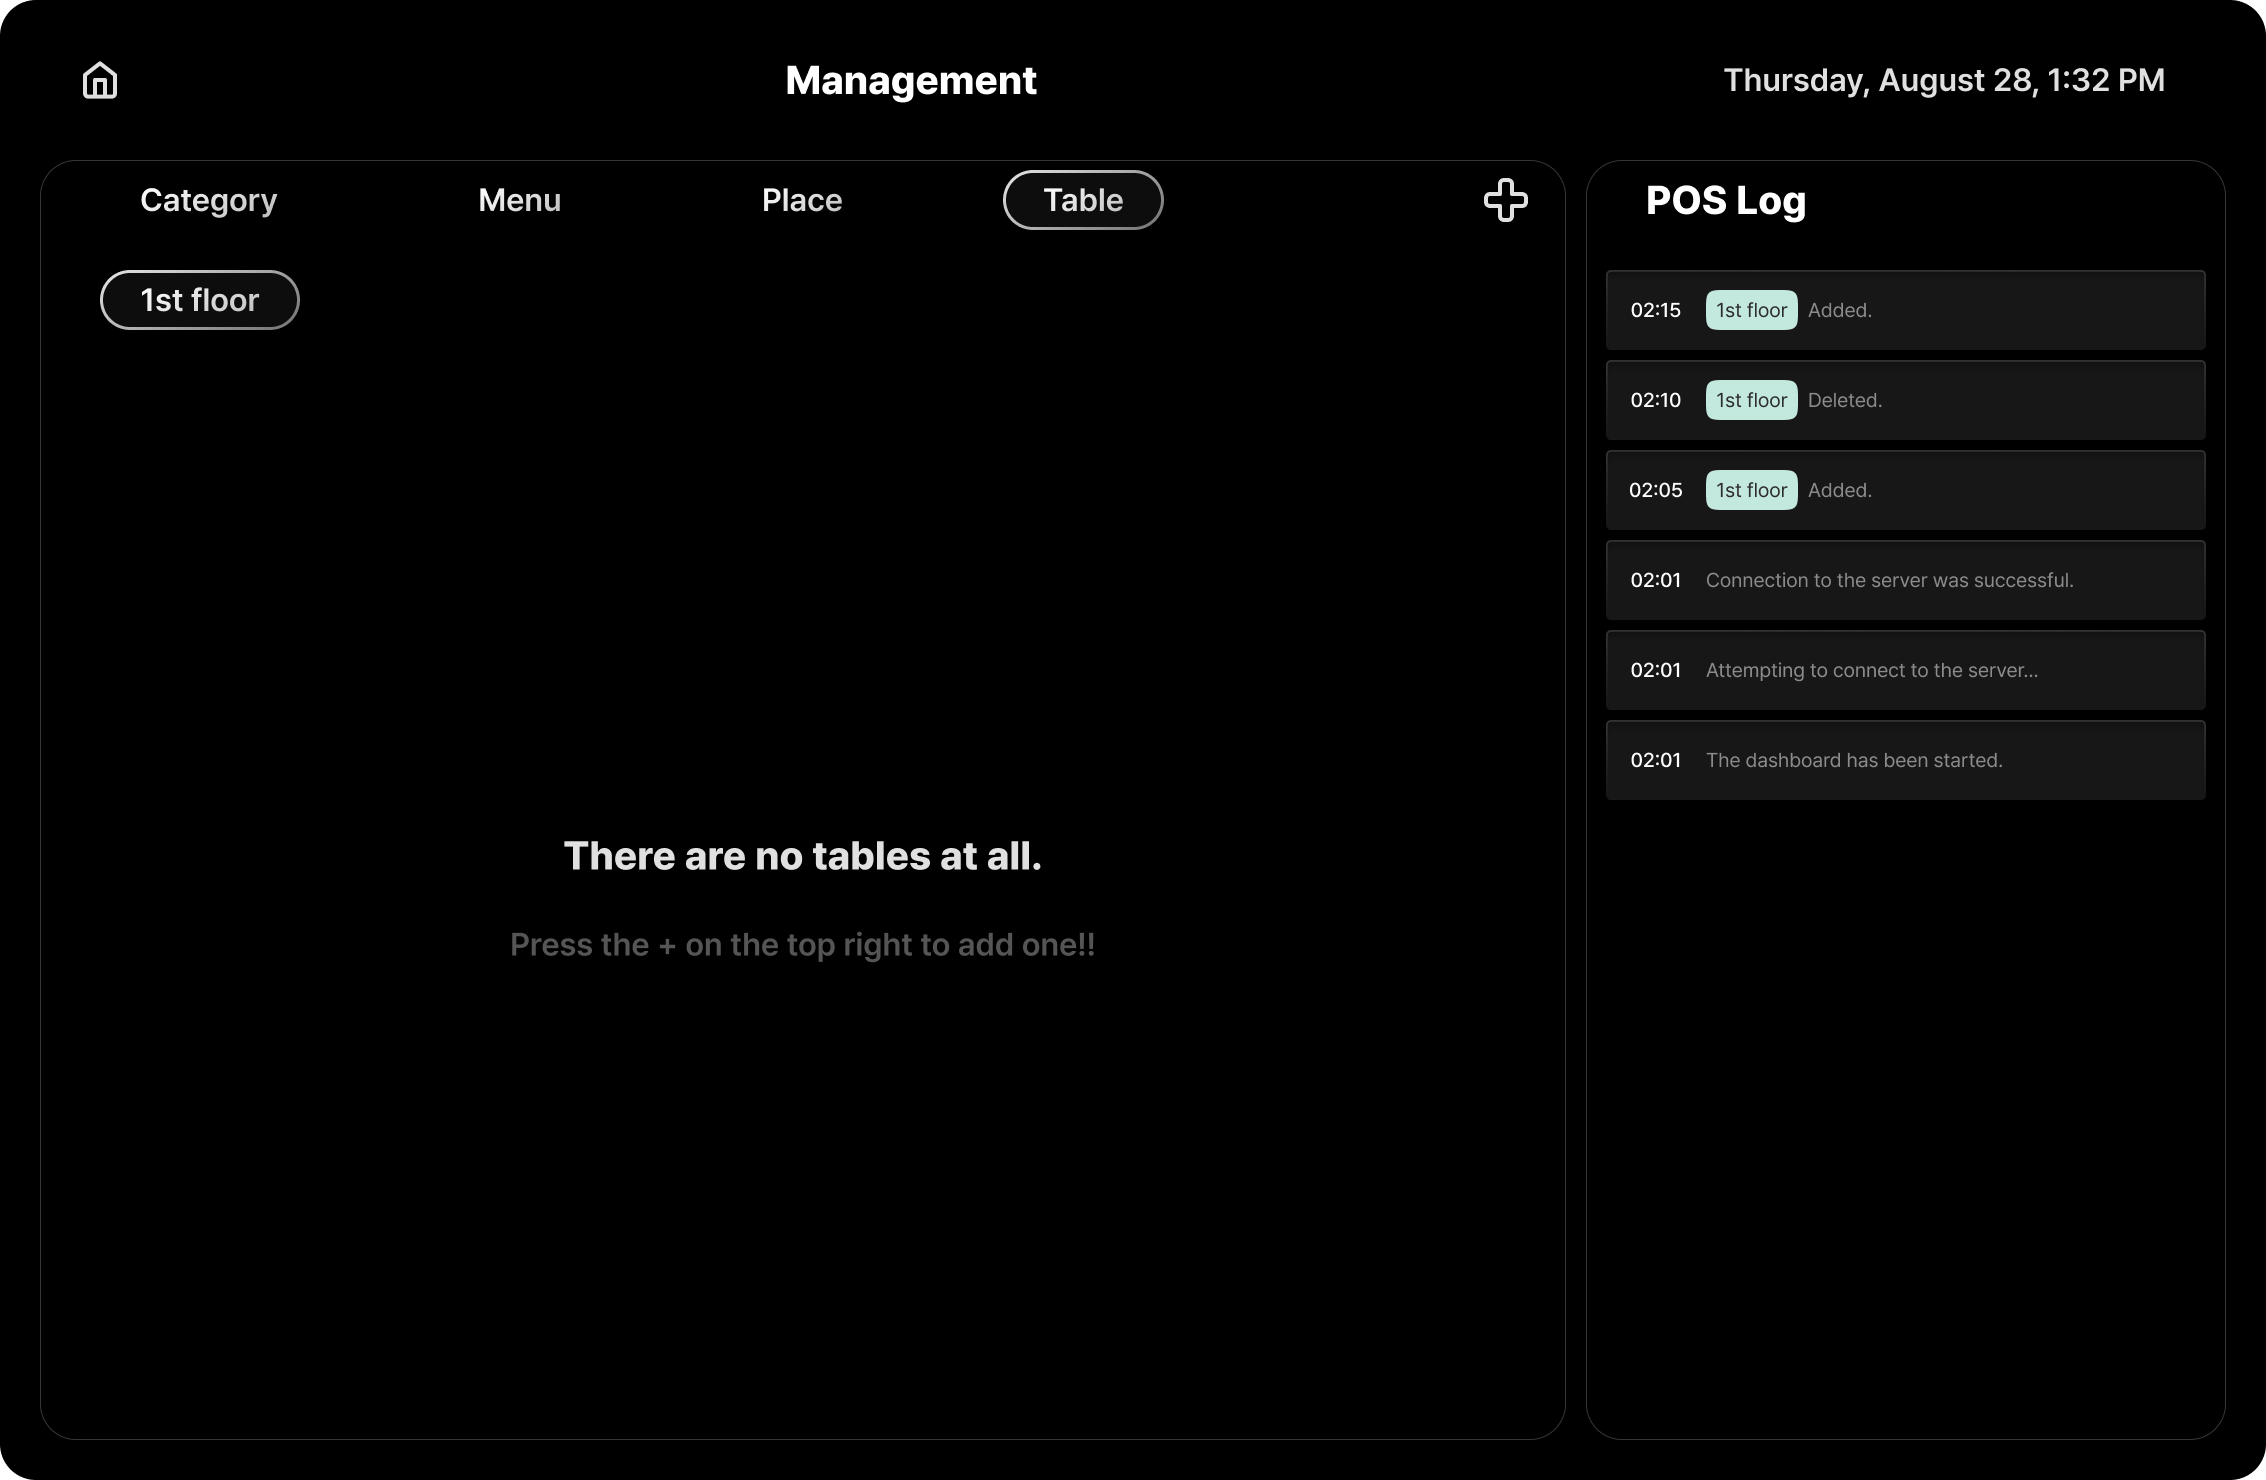 Management
Thursday, August 28, 1:32 PM
Category
Menu
Place
Table
1st floor
There are no tables at all.
Press the + on the top right to add one!!
POS Log
02:15 1st floor Added.
02:10 1st floor Deleted.
02:05 1st floor Added.
02:01 Connection to the server was successful.
02:01 Attempting to connect to the server...
02:01 The dashboard has been started.